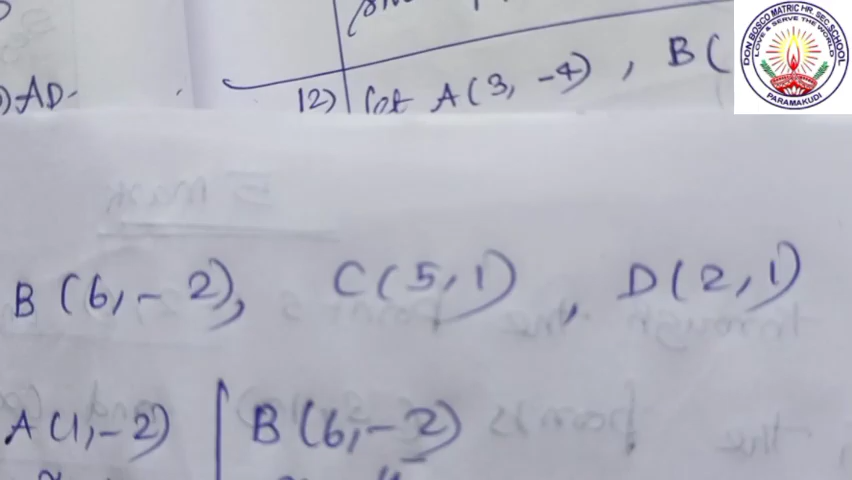 DON BOSCO MATRIC HR. SEC. SCHOOL
LOVE & SERVE THE WORLD
PARAMAKUDI
AD-
12) Let A(3, -4), B(
B(6,-2), C(5,1), D(2,1)
A(1,-2) B(6,-2)